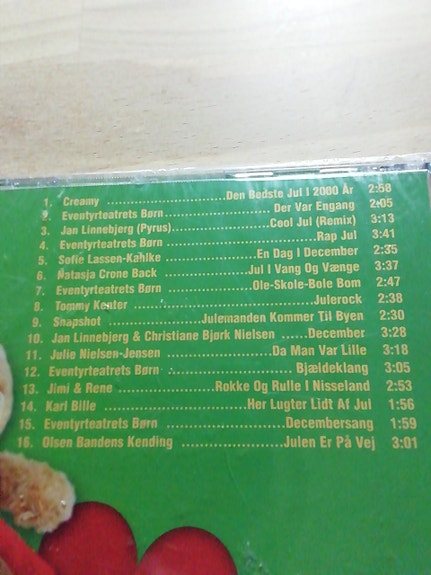 1. Creamy ..............................Den Bedste Jul I 2000 År 2:58
2. Eventyrteatrets Børn..........................Der Var Engang 2:05
3. Jan Linnebjerg (Pyrus)........................Cool Jul (Remix) 3:13
4. Eventyrteatrets Børn......................................Rap Jul 3:41
5. Sofie Lassen-Kahlke ........................En Dag I December 2:35
6. Natasja Crone Back .......................Jul I Vang Og Vænge 3:37
7. Eventyrteatrets Børn.....................Ole-Skole-Bole Bom 2:47
8. Tommy Kenter ...........................................Julerock 2:38
9. Snapshot .......................Julemanden Kommer Til Byen 2:30
10. Jan Linnebjerg & Christiane Bjørk Nielsen .......December 3:28
11. Julie Nielsen-Jensen .........................Da Man Var Lille 3:18
12. Eventyrteatrets Børn ...............................Bjældeklang 3:05
13. Jimi & Rene...................Rokke Og Rulle I Nisseland 2:53
14. Karl Bille ..............................Her Lugter Lidt Af Jul 1:56
15. Eventyrteatrets Børn............................Decembersang 1:59
16. Olsen Bandens Kending ......................Julen Er På Vej 3:01